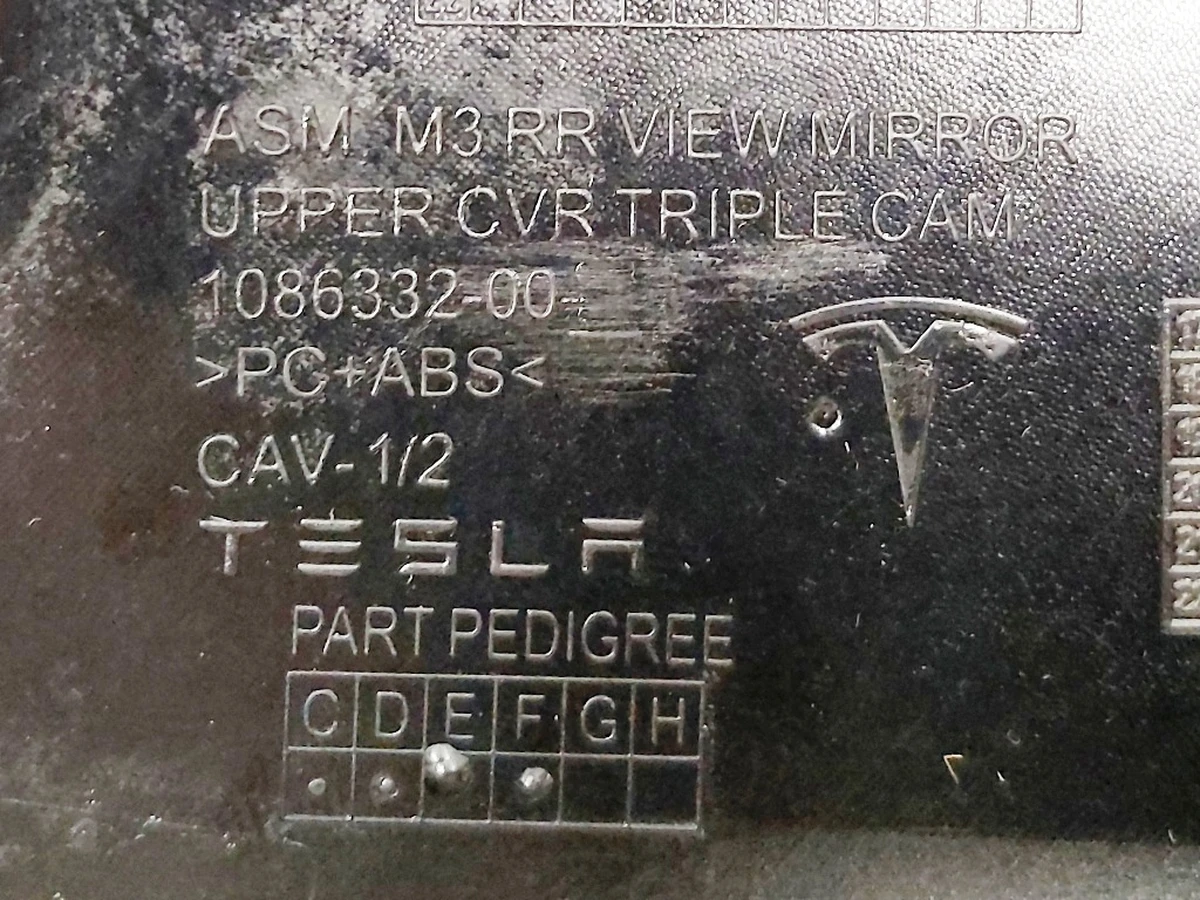 ASM M3 RR VIEW MIRROR
UPPER CVR TRIPLE CAM
1086332-00-
>PC+ABS<
CAV-1/2
TESLA
PART PEDIGREE
C D E F G H